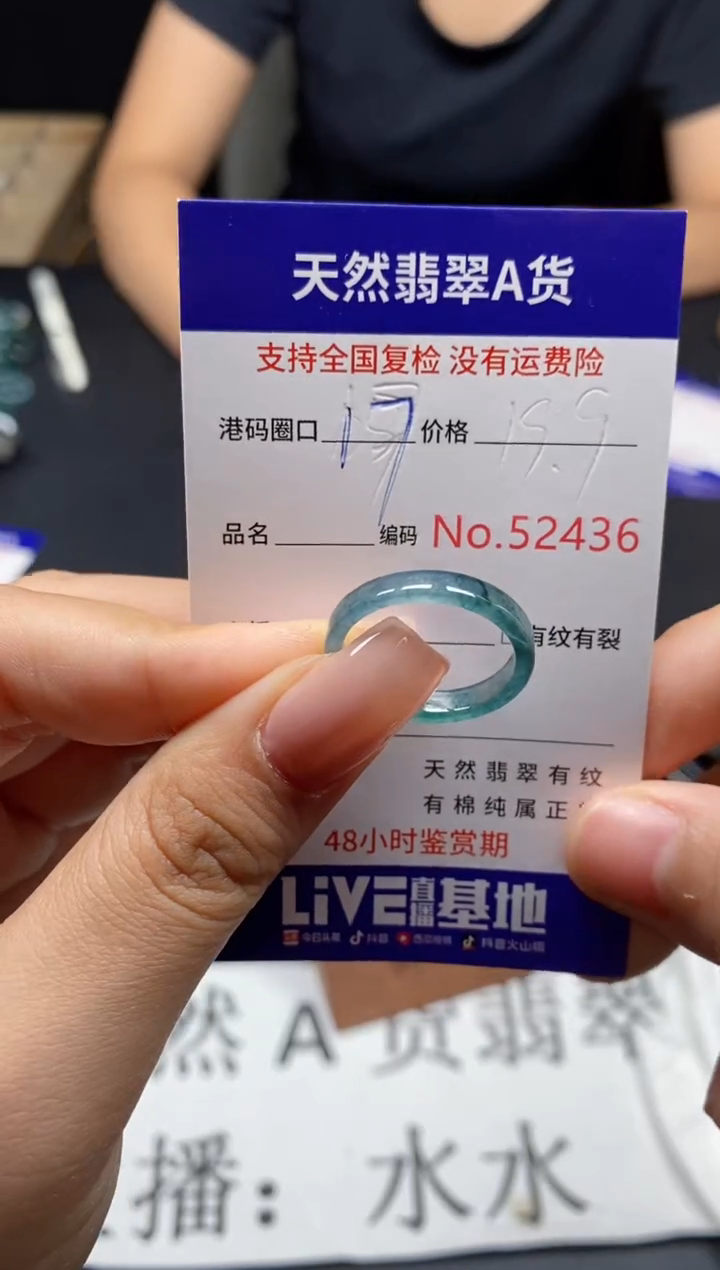 天然翡翠A货
支持全国复检 没有运费险
港码圈口 17 价格 19.9
品名 编码 No.52436
有纹有裂
天然翡翠有纹
有棉纯属正
48小时鉴赏期
LiVE直播基地
今日头条 抖音 西瓜视频 抖音火山版
然A货翡翠
播：水水